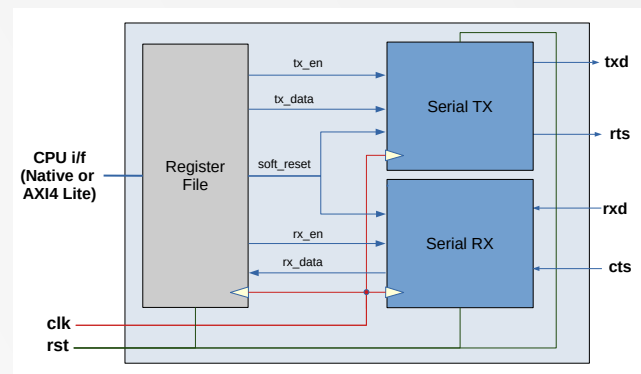 tx_en
txd
tx_data
Serial TX
rts
CPU i/f
(Native or
AXI4 Lite)
Register
File
soft_reset
rxd
rx_en
Serial RX
rx_data
cts
clk
rst